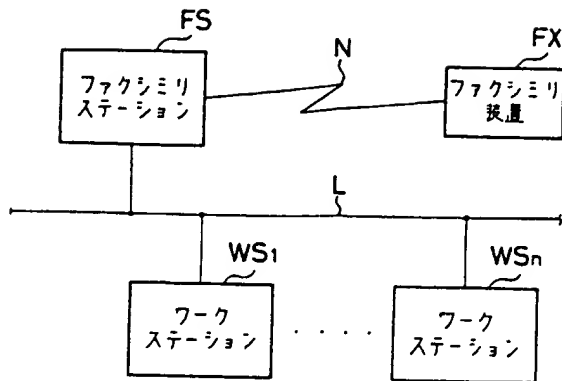 FS
N
FX
ファクシミリ
ステーション
ファクシミリ
装置
L
WS1
WSn
ワーク
ステーション
· · · ·
ワーク
ステーション